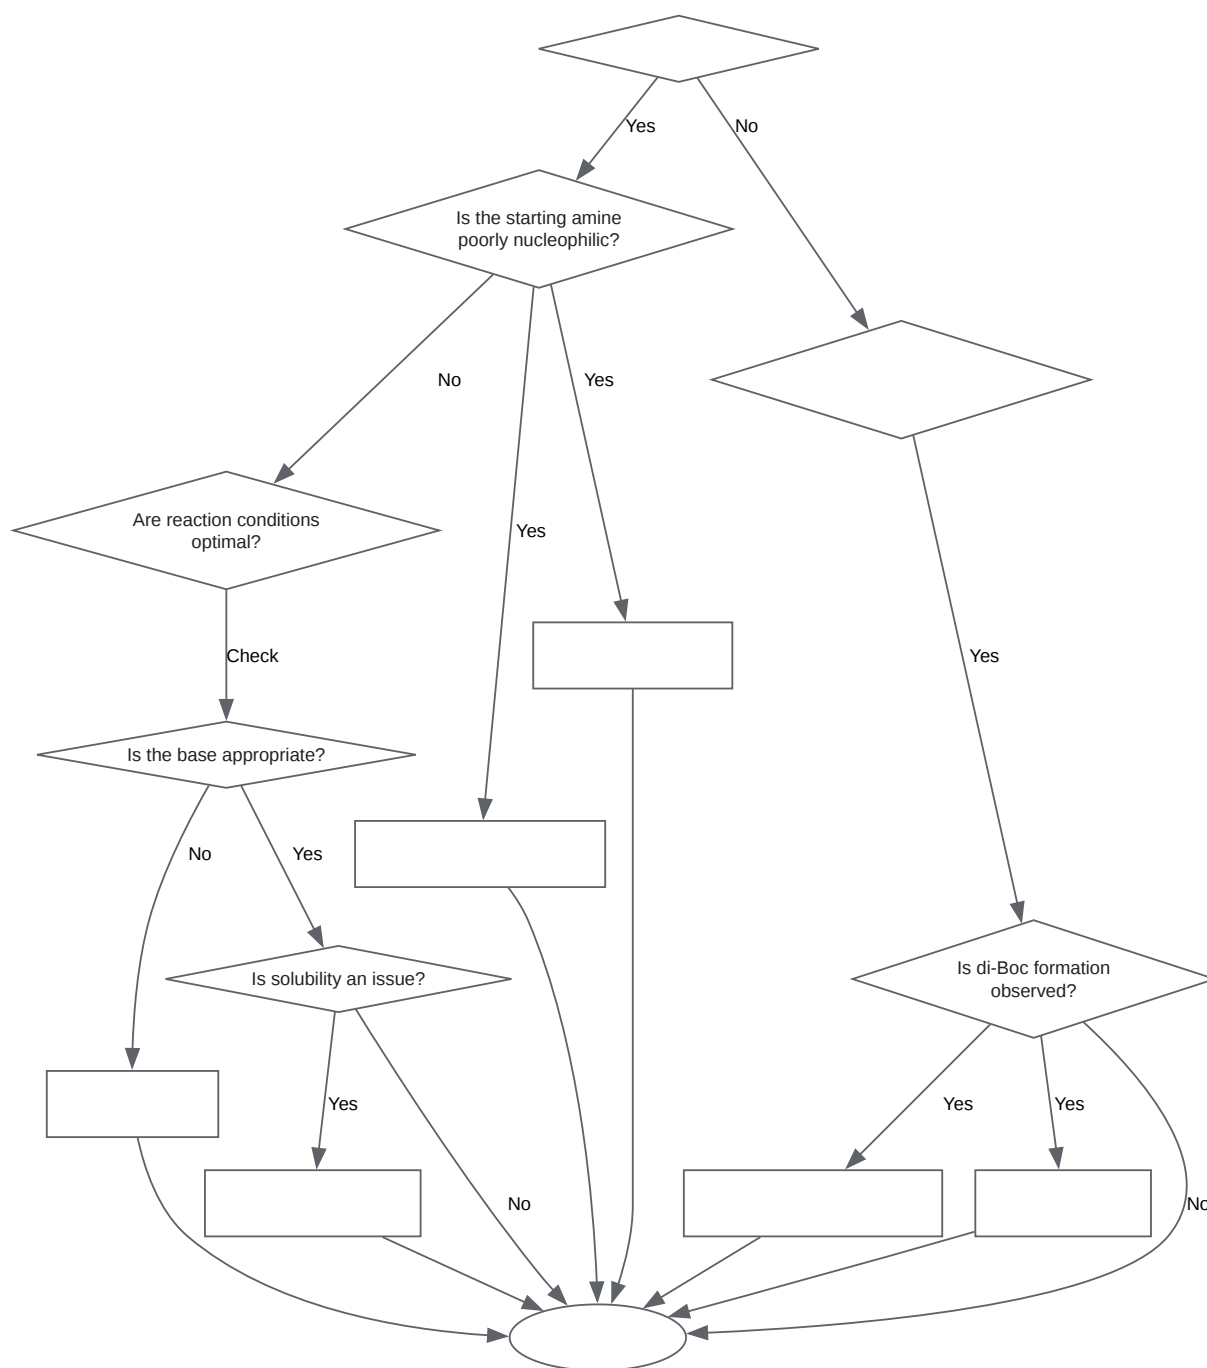 Yes
No
Is the starting amine
poorly nucleophilic?
No
Yes
Are reaction conditions
optimal?
Yes
Check
Yes
Is the base appropriate?
No
Yes
Is solubility an issue?
Is di-Boc formation
observed?
Yes
Yes
Yes
No
No